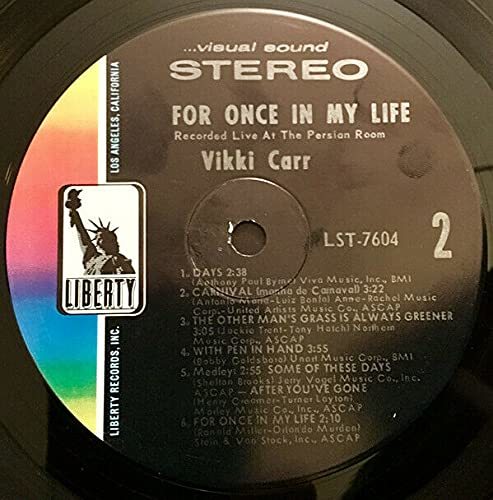 ...visual sound
STEREO
FOR ONCE IN MY LIFE
Recorded Live At The Persian Room
Vikki Carr
LST-7604
2
1. DAYS 2:38
(Anthony Paul Byrne) Viva Music, Inc., BMI
2. CARNIVAL (manha de Carnaval) 3:22
(Antonio Maria-Luiz Bonfa) Anne-Rachel Music
Corp.-United Artists Music Co., ASCAP
3. THE OTHER MAN'S GRASS IS ALWAYS GREENER
3:05 (Jackie Trent-Tony Hatch) Northern
Music Corp., ASCAP
4. WITH PEN IN HAND 3:55
(Bobby Goldsboro) Unart Music Corp., BMI
5. Medley: 2:55 SOME OF THESE DAYS
(Shelton Brooks) Jerry Vogel Music Co., Inc.
ASCAP — AFTER YOU'VE GONE
(Henry Creamer-Turner Layton)
Morley Music Co., Inc., ASCAP
6. FOR ONCE IN MY LIFE 2:10
(Ronald Miller-Orlando Murden)
Stein & Van Stock, Inc., ASCAP
LOS ANGELES, CALIFORNIA
LIBERTY
LIBERTY RECORDS, INC.